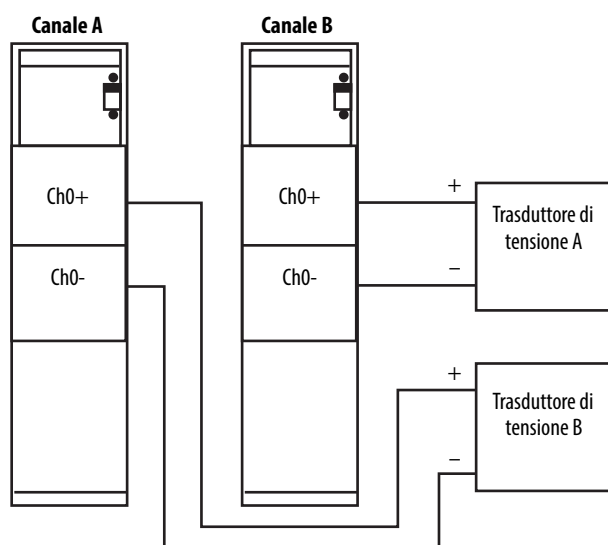 Canale A
Canale B
Ch0+
Ch0+
+
Trasduttore di
tensione A
Ch0-
Ch0-
–
+
Trasduttore di
tensione B
–